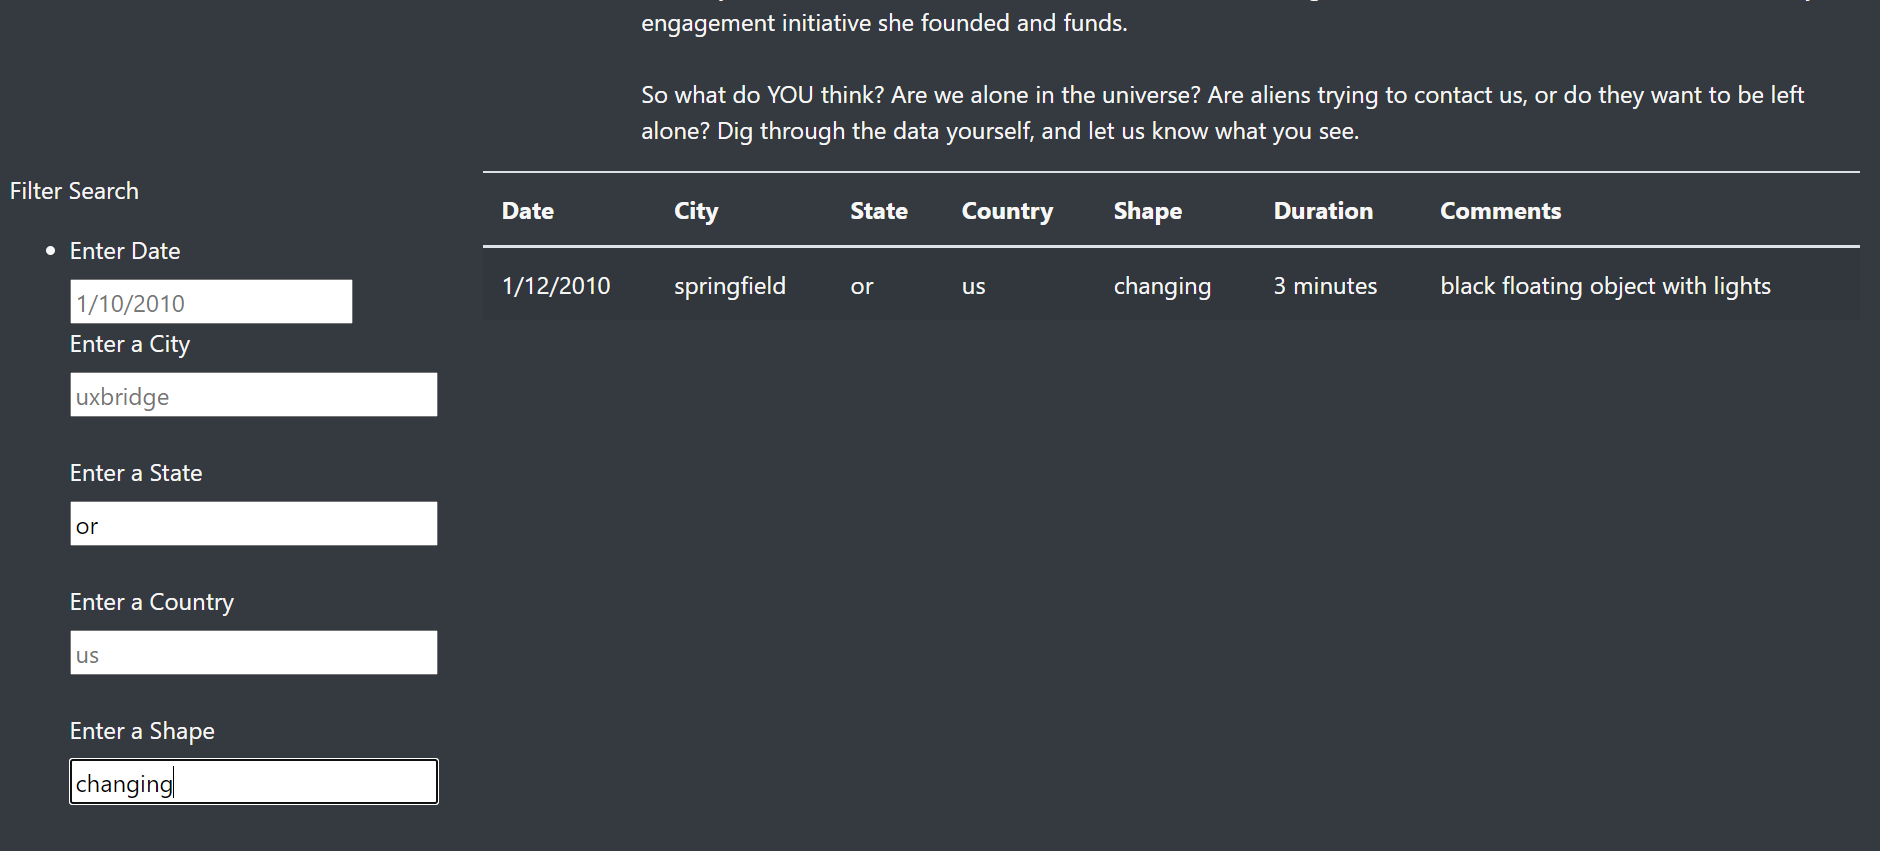 engagement initiative she founded and funds.
So what do YOU think? Are we alone in the universe? Are aliens trying to contact us, or do they want to be left
alone? Dig through the data yourself, and let us know what you see.
Filter Search
Enter Date
1/10/2010
Enter a City
uxbridge
Enter a State
or
Enter a Country
us
Enter a Shape
changing
Date City State Country Shape Duration Comments
1/12/2010 springfield or us changing 3 minutes black floating object with lights